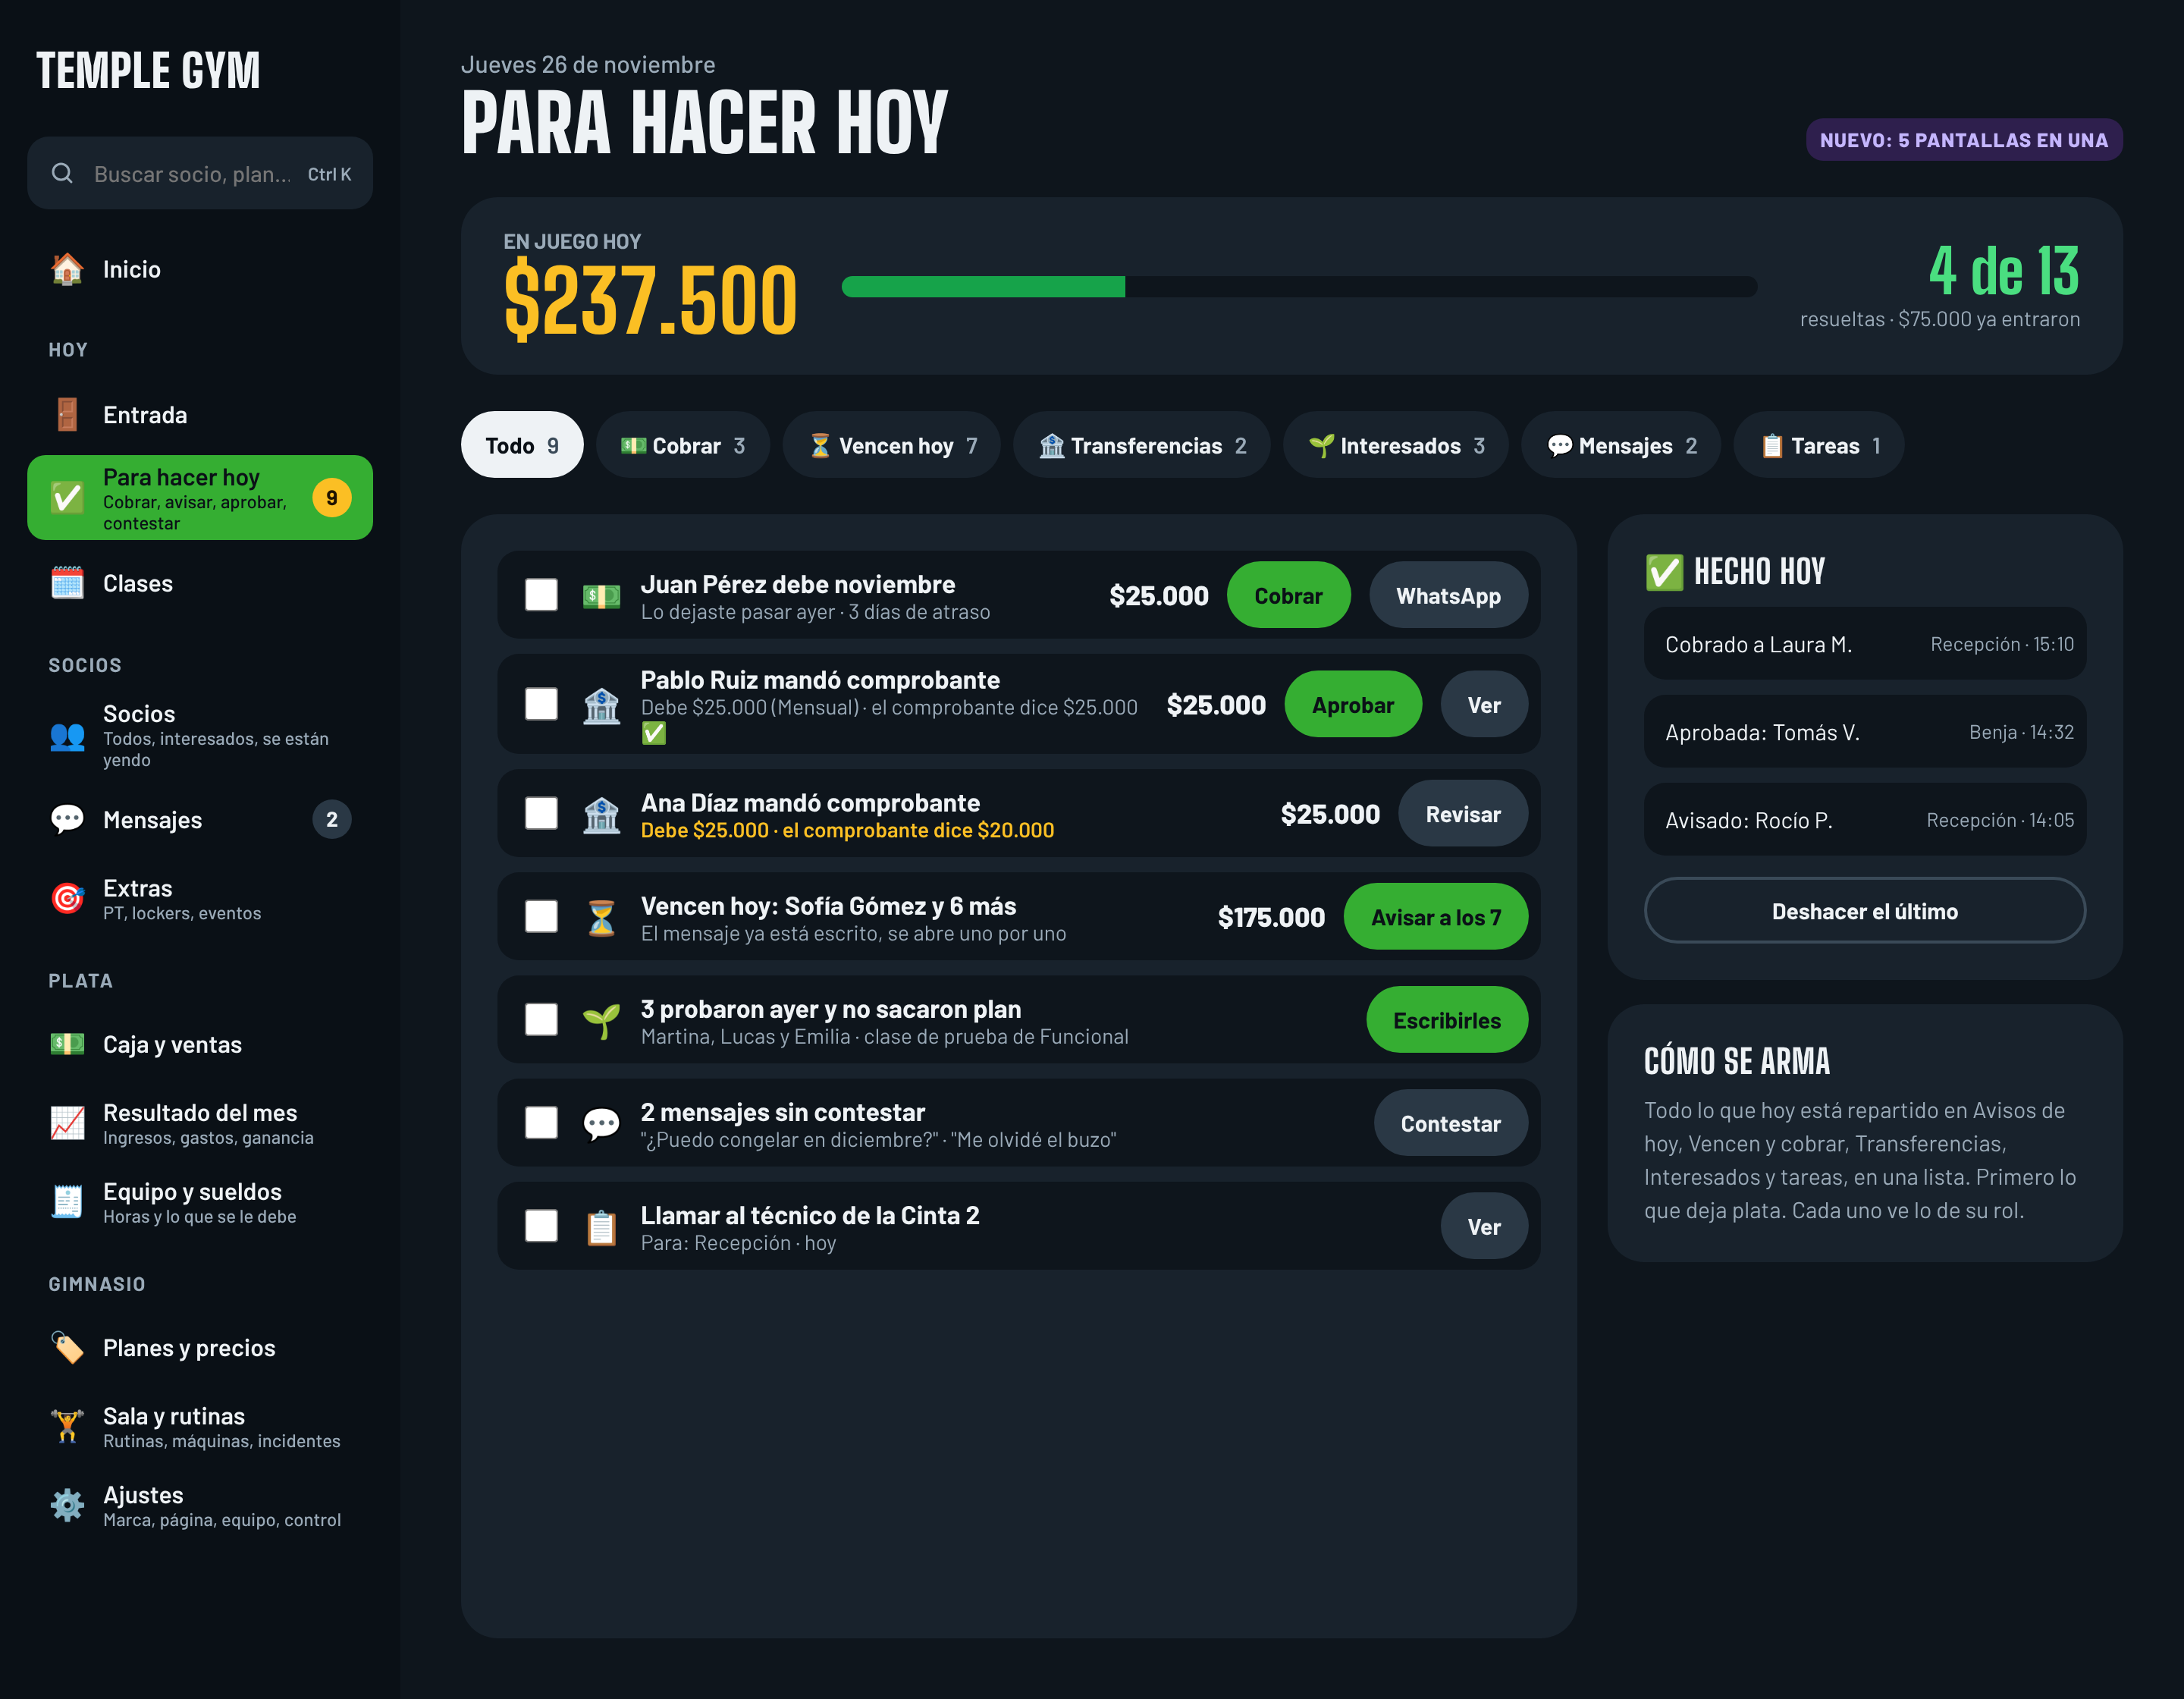 TEMPLE GYM
Buscar socio, plan... Ctrl K
Inicio
HOY
Entrada
Para hacer hoy
Cobrar, avisar, aprobar,
contestar
9
Clases
SOCIOS
Socios
Todos, interesados, se están
yendo
Mensajes 2
Extras
PT, lockers, eventos
PLATA
Caja y ventas
Resultado del mes
Ingresos, gastos, ganancia
Equipo y sueldos
Horas y lo que se le debe
GIMNASIO
Planes y precios
Sala y rutinas
Rutinas, máquinas, incidentes
Ajustes
Marca, página, equipo, control
Jueves 26 de noviembre
PARA HACER HOY
NUEVO: 5 PANTALLAS EN UNA
EN JUEGO HOY
$237.500
4 de 13
resueltas · $75.000 ya entraron
Todo 9 Cobrar 3 Vencen hoy 7 Transferencias 2 Interesados 3 Mensajes 2 Tareas 1
Juan Pérez debe noviembre
Lo dejaste pasar ayer · 3 días de atraso
$25.000 Cobrar WhatsApp
Pablo Ruiz mandó comprobante
Debe $25.000 (Mensual) · el comprobante dice $25.000
✅
$25.000 Aprobar Ver
Ana Díaz mandó comprobante
Debe $25.000 · el comprobante dice $20.000
$25.000 Revisar
Vencen hoy: Sofía Gómez y 6 más
El mensaje ya está escrito, se abre uno por uno
$175.000 Avisar a los 7
3 probaron ayer y no sacaron plan
Martina, Lucas y Emilia · clase de prueba de Funcional
Escribirles
2 mensajes sin contestar
"¿Puedo congelar en diciembre?" · "Me olvidé el buzo"
Contestar
Llamar al técnico de la Cinta 2
Para: Recepción · hoy
Ver
✅ HECHO HOY
Cobrado a Laura M. Recepción · 15:10
Aprobada: Tomás V. Benja · 14:32
Avisado: Rocío P. Recepción · 14:05
Deshacer el último
CÓMO SE ARMA
Todo lo que hoy está repartido en Avisos de
hoy, Vencen y cobrar, Transferencias,
Interesados y tareas, en una lista. Primero lo
que deja plata. Cada uno ve lo de su rol.